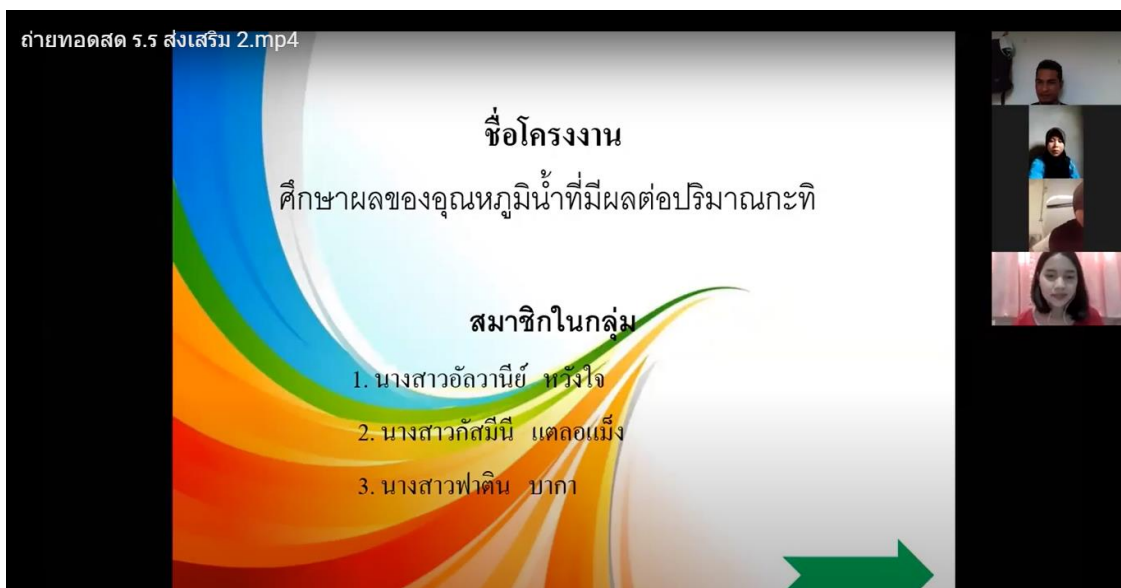 ถ่ายทอดสด ร.ร ส่งเสริม 2.mp4
ชื่อโครงงาน
ศึกษาผลของอุณหภูมิน้ำที่มีผลต่อปริมาณกะทิ
สมาชิกในกลุ่ม
1. นางสาวอัลวานีย์ หวังใจ
2. นางสาวกัสมีนี แตลอแม็ง
3. นางสาวฟาติน บากา